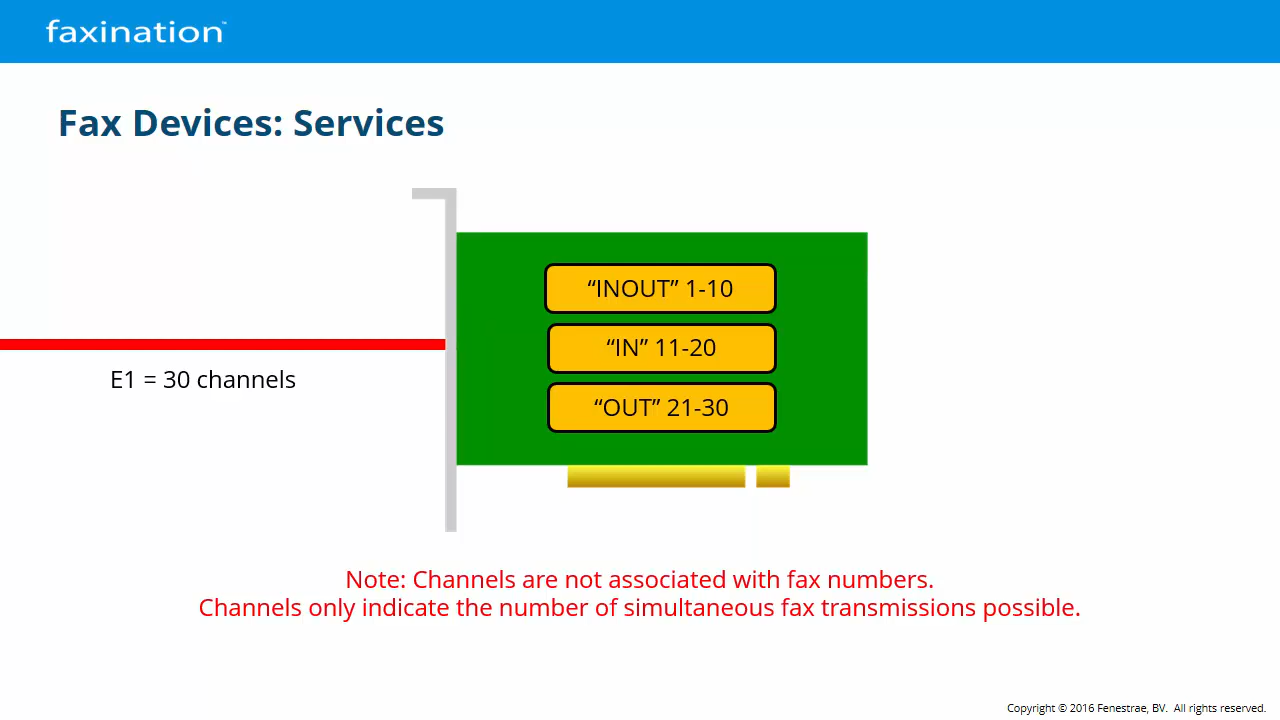 faxination™
Fax Devices: Services
“INOUT” 1-10
“IN” 11-20
“OUT” 21-30
E1 = 30 channels
Note: Channels are not associated with fax numbers.
Channels only indicate the number of simultaneous fax transmissions possible.
Copyright © 2016 Fenestrae, BV.  All rights reserved.